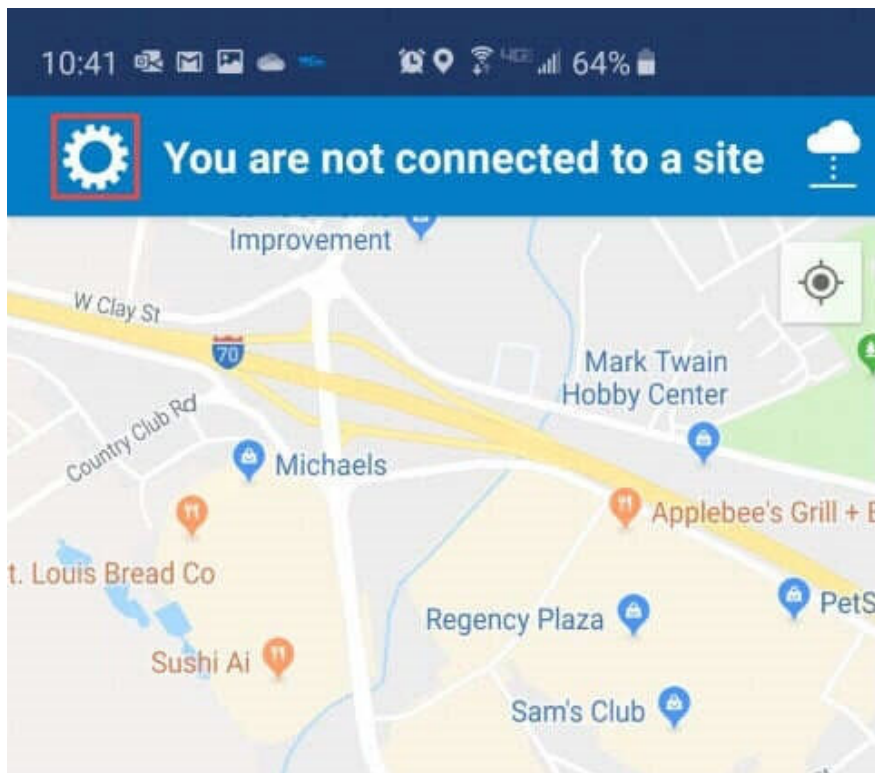 10:41
64%
You are not connected to a site
Improvement
W Clay St
70
Mark Twain
Hobby Center
Country Club Rd
Michaels
Applebee's Grill +
t. Louis Bread Co
PetS
Regency Plaza
Sushi Ai
Sam's Club